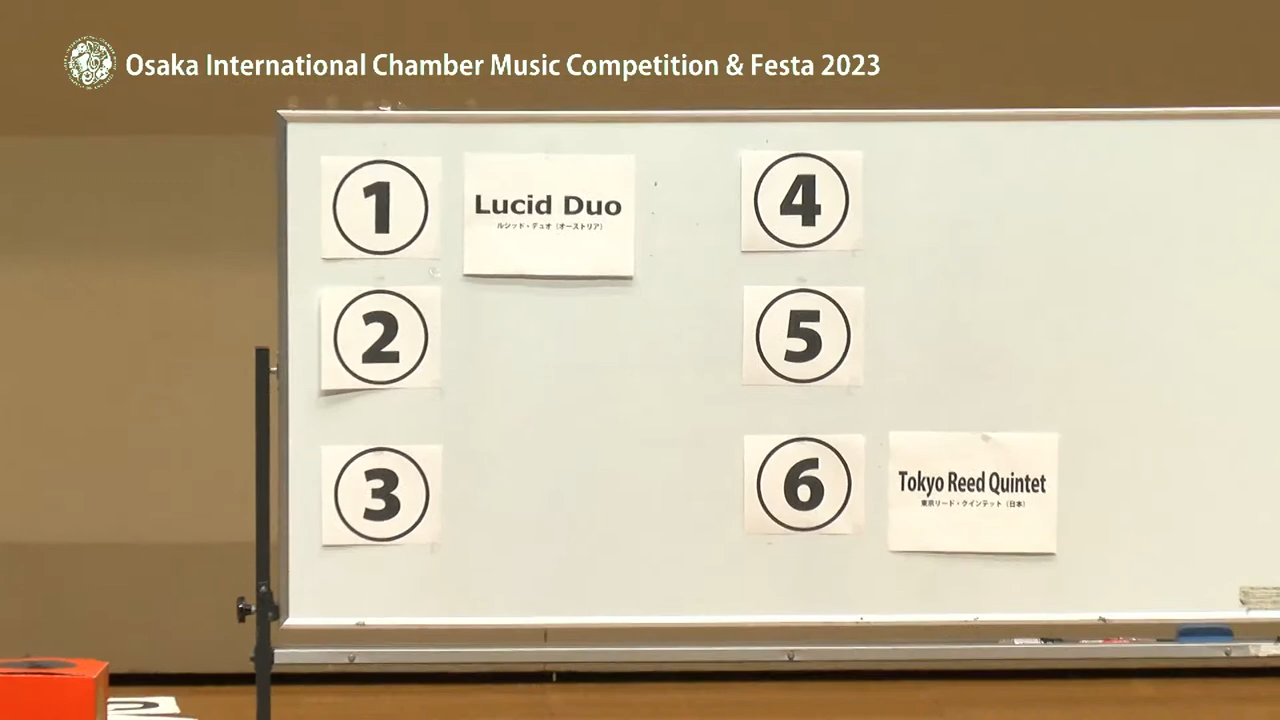 Osaka International Chamber Music Competition & Festa 2023
1
Lucid Duo
ルシッド・デュオ（オーストリア）
2
3
4
5
6
Tokyo Reed Quintet
東京リード・クインテット（日本）